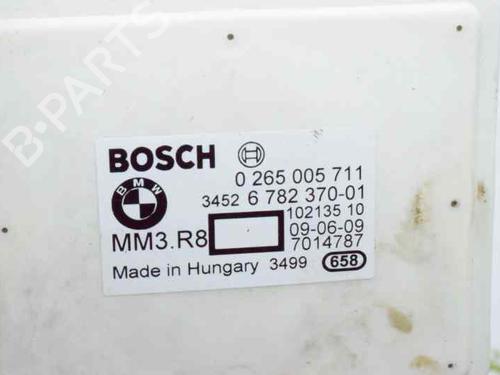 B-PARTS
BOSCH
0 265 005 711
BMW
3452 6 782 370-01
102135 10
MM3.R8
09-06-09
7014787
Made in Hungary 3499 658